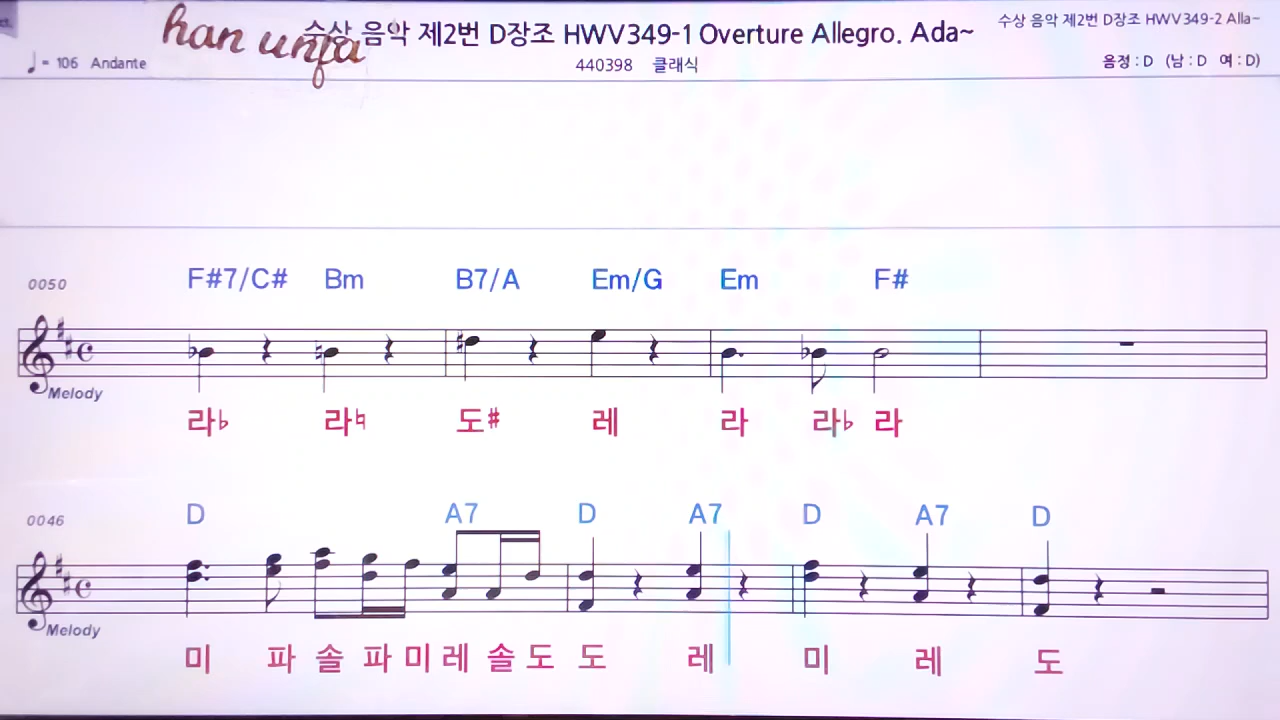 han unfa
수상 음악 제2번 D장조 HWV349-1 Overture Allegro. Ada~
수상 음악 제2번 D장조 HWV349-2 Alla~
♩= 106 Andante
440398 클래식
음정 : D (남 : D 여 : D)
0050
F#7/C# Bm B7/A Em/G Em F#
Melody
라♭ 라♮ 도# 레 라 라♭ 라
0046
D A7 D A7 D A7 D
Melody
미 파 솔 파 미 레 솔 도 도 레 미 레 도